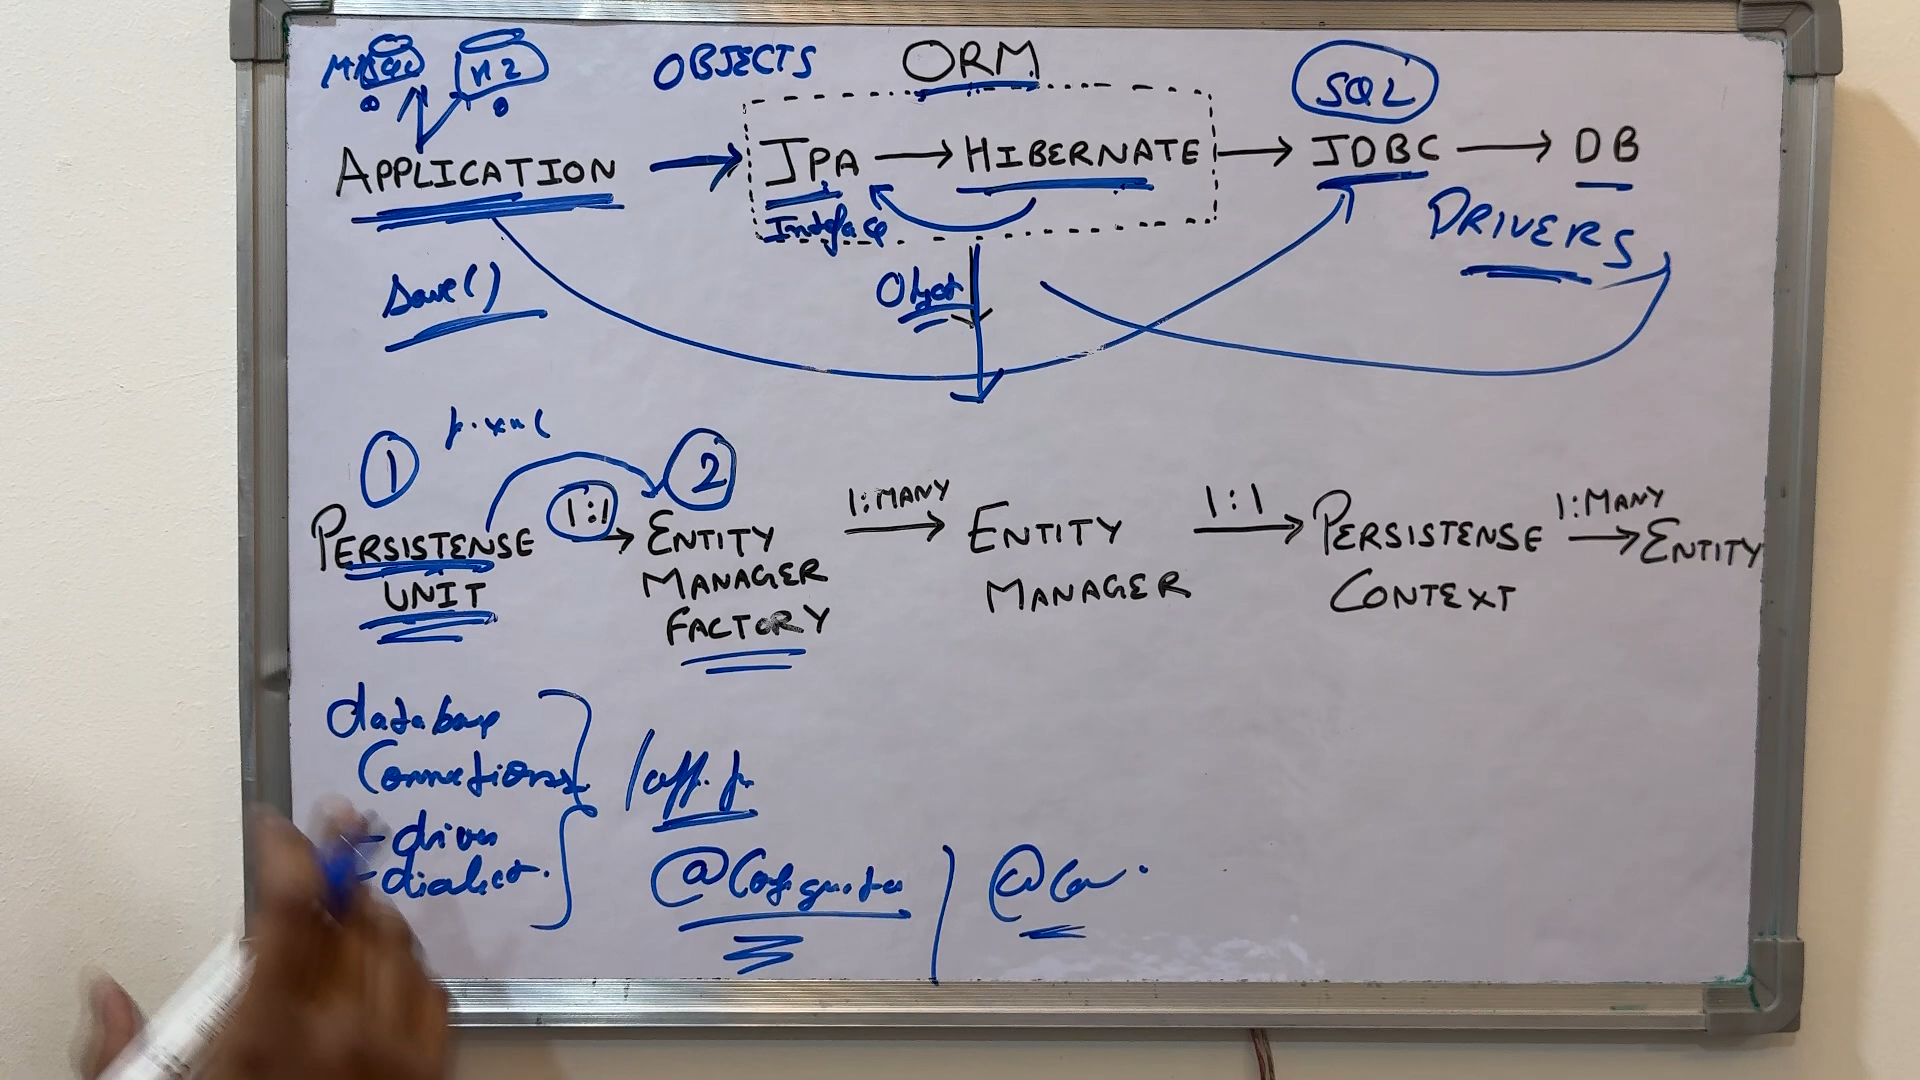 MySQL H2
OBJECTS
ORM
SQL
APPLICATION → JPA → HIBERNATE → JDBC → DB
Interface
DRIVERS
save()
Object
p.xml
1
2
PERSISTENSE UNIT
1:1
ENTITY MANAGER FACTORY
1:MANY
ENTITY MANAGER
1:1
PERSISTENSE CONTEXT
1:MANY
ENTITY
database
Connections
- driver
- dialect.